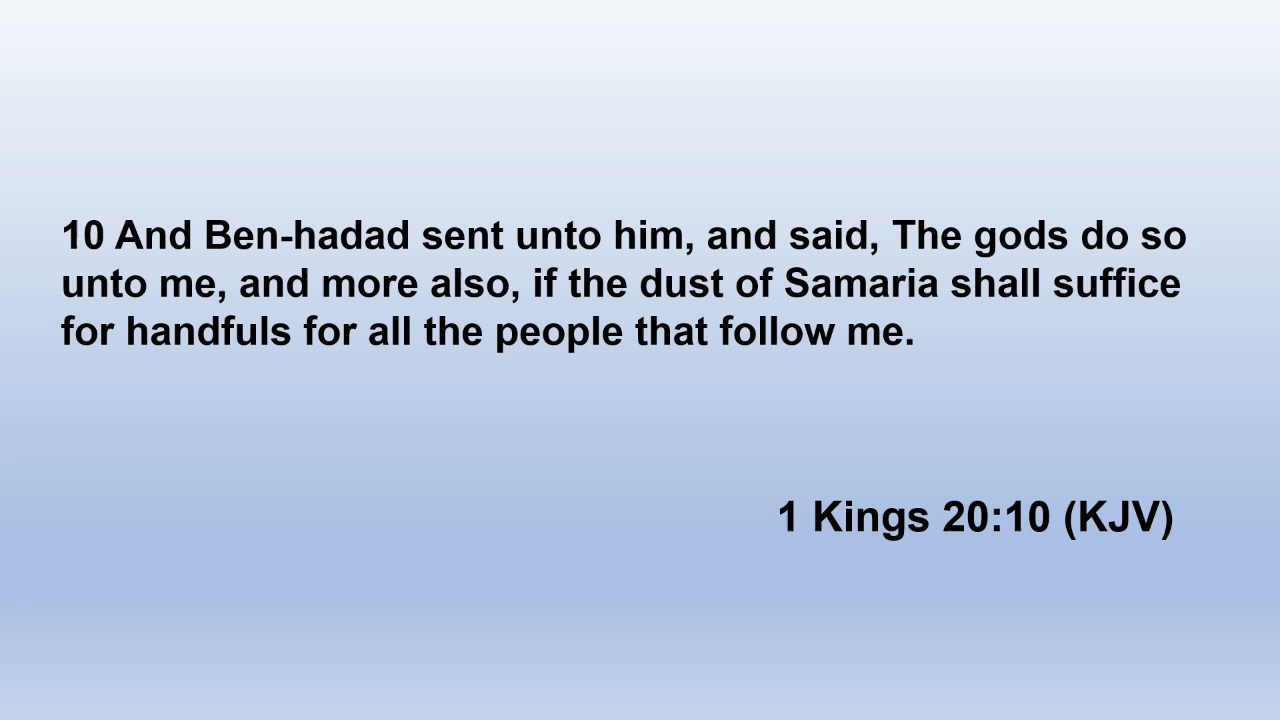 10 And Ben-hadad sent unto him, and said, The gods do so
unto me, and more also, if the dust of Samaria shall suffice
for handfuls for all the people that follow me.
1 Kings 20:10 (KJV)